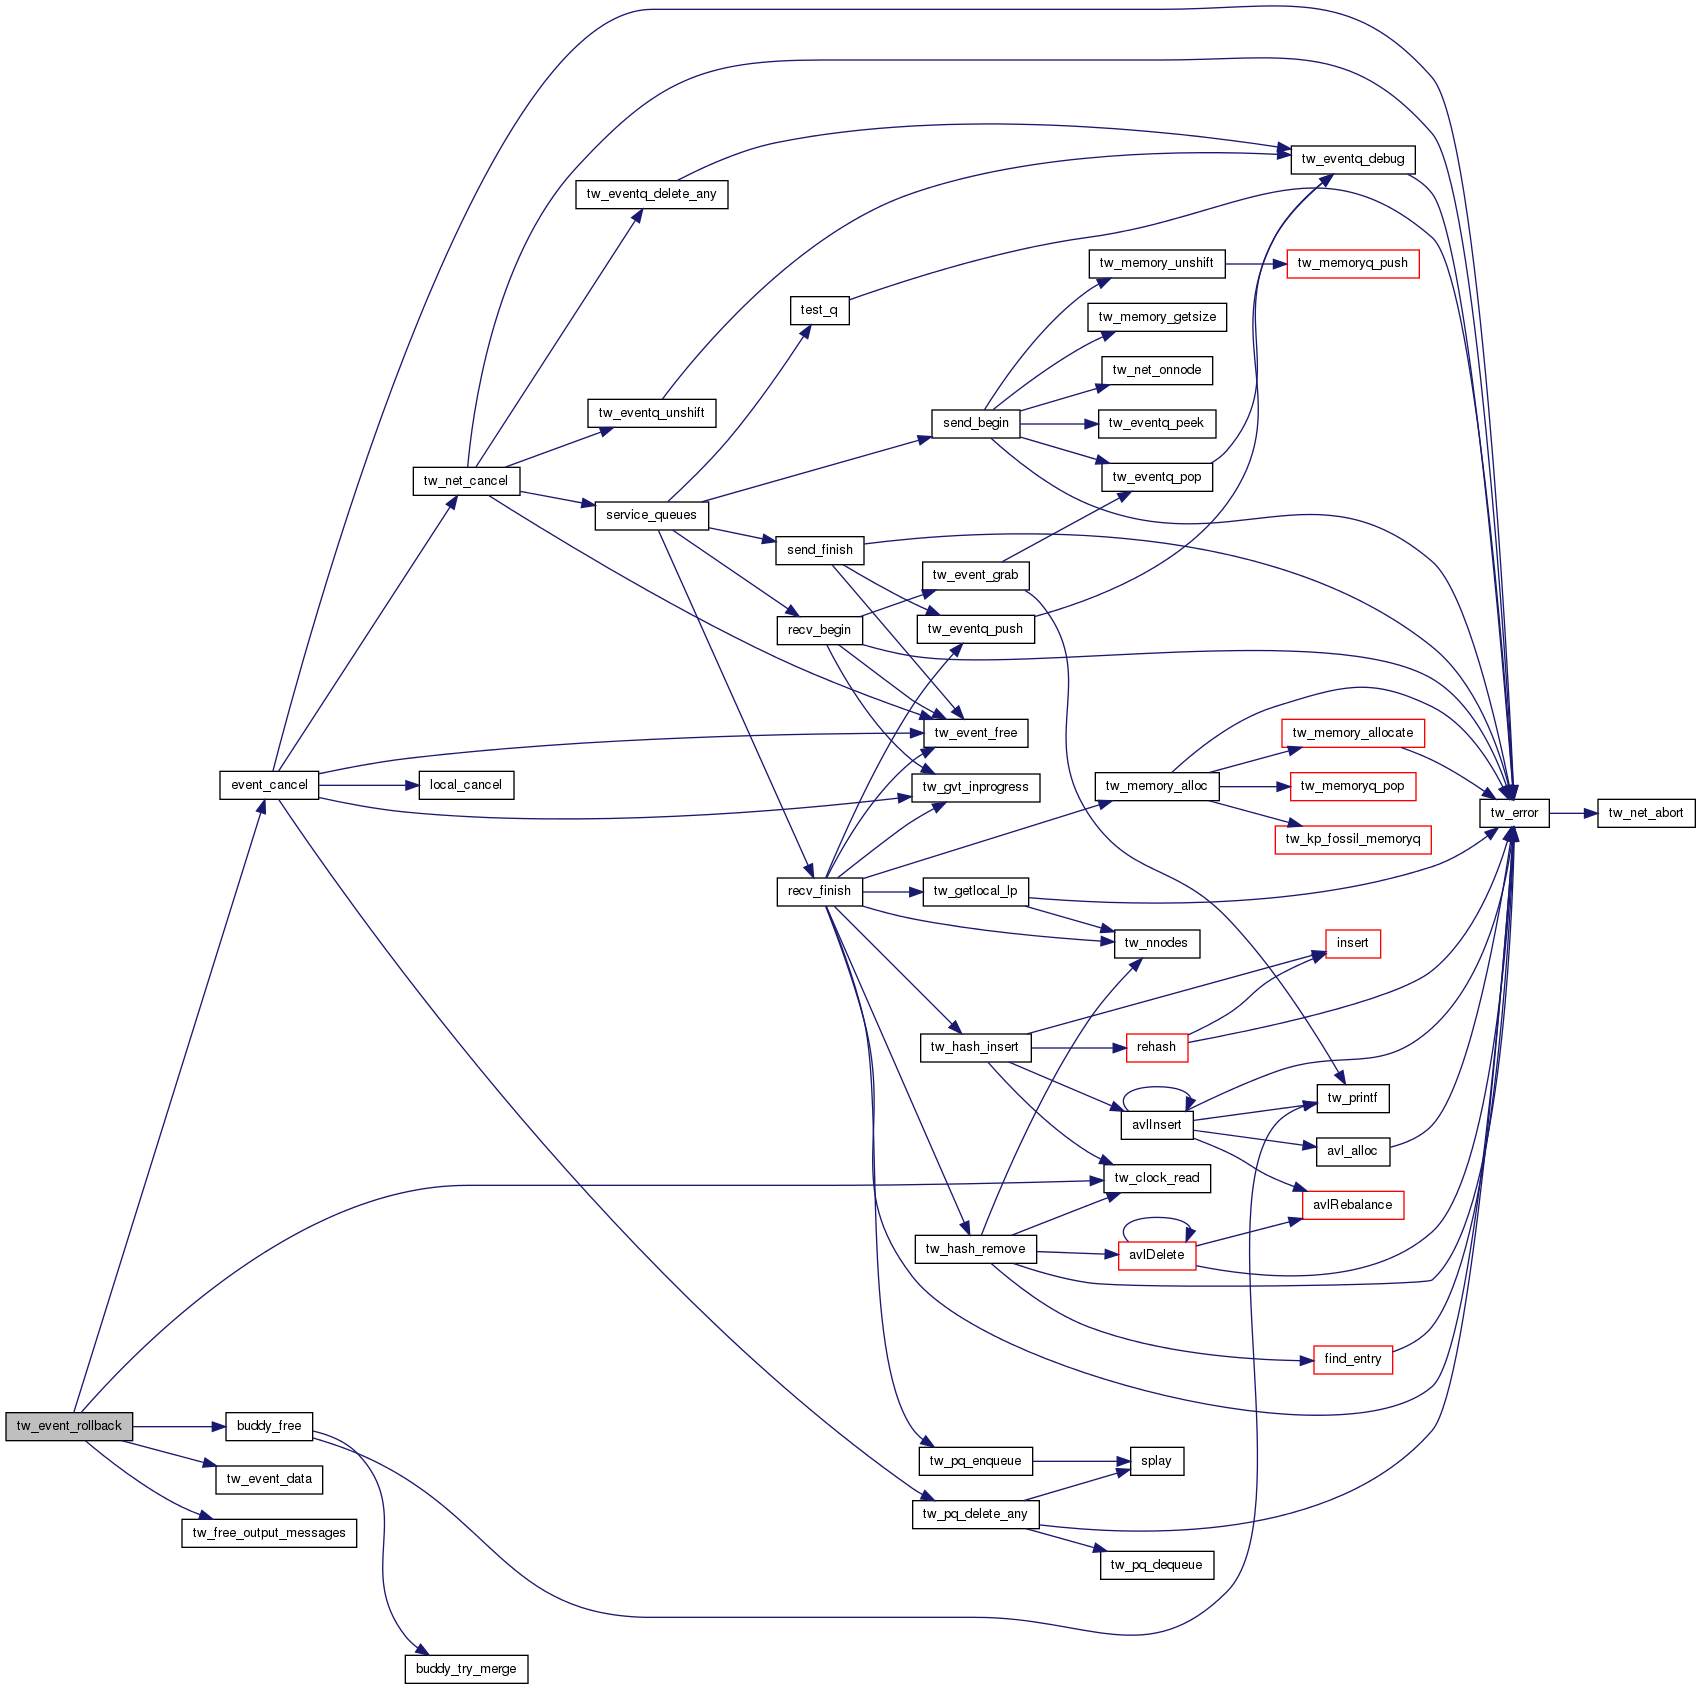 tw_eventq_debug
tw_eventq_delete_any
tw_memory_unshift
tw_memoryq_push
test_q
tw_memory_getsize
tw_net_onnode
tw_eventq_unshift
send_begin
tw_eventq_peek
tw_net_cancel
tw_eventq_pop
service_queues
send_finish
tw_event_grab
recv_begin
tw_eventq_push
tw_event_free
tw_memory_allocate
event_cancel
local_cancel
tw_gvt_inprogress
tw_memory_alloc
tw_memoryq_pop
tw_error
tw_net_abort
tw_kp_fossil_memoryq
recv_finish
tw_getlocal_lp
tw_nnodes
insert
tw_hash_insert
rehash
tw_printf
avlInsert
avl_alloc
tw_clock_read
avlRebalance
tw_hash_remove
avlDelete
find_entry
tw_event_rollback
buddy_free
tw_pq_enqueue
splay
tw_event_data
tw_pq_delete_any
tw_free_output_messages
tw_pq_dequeue
buddy_try_merge